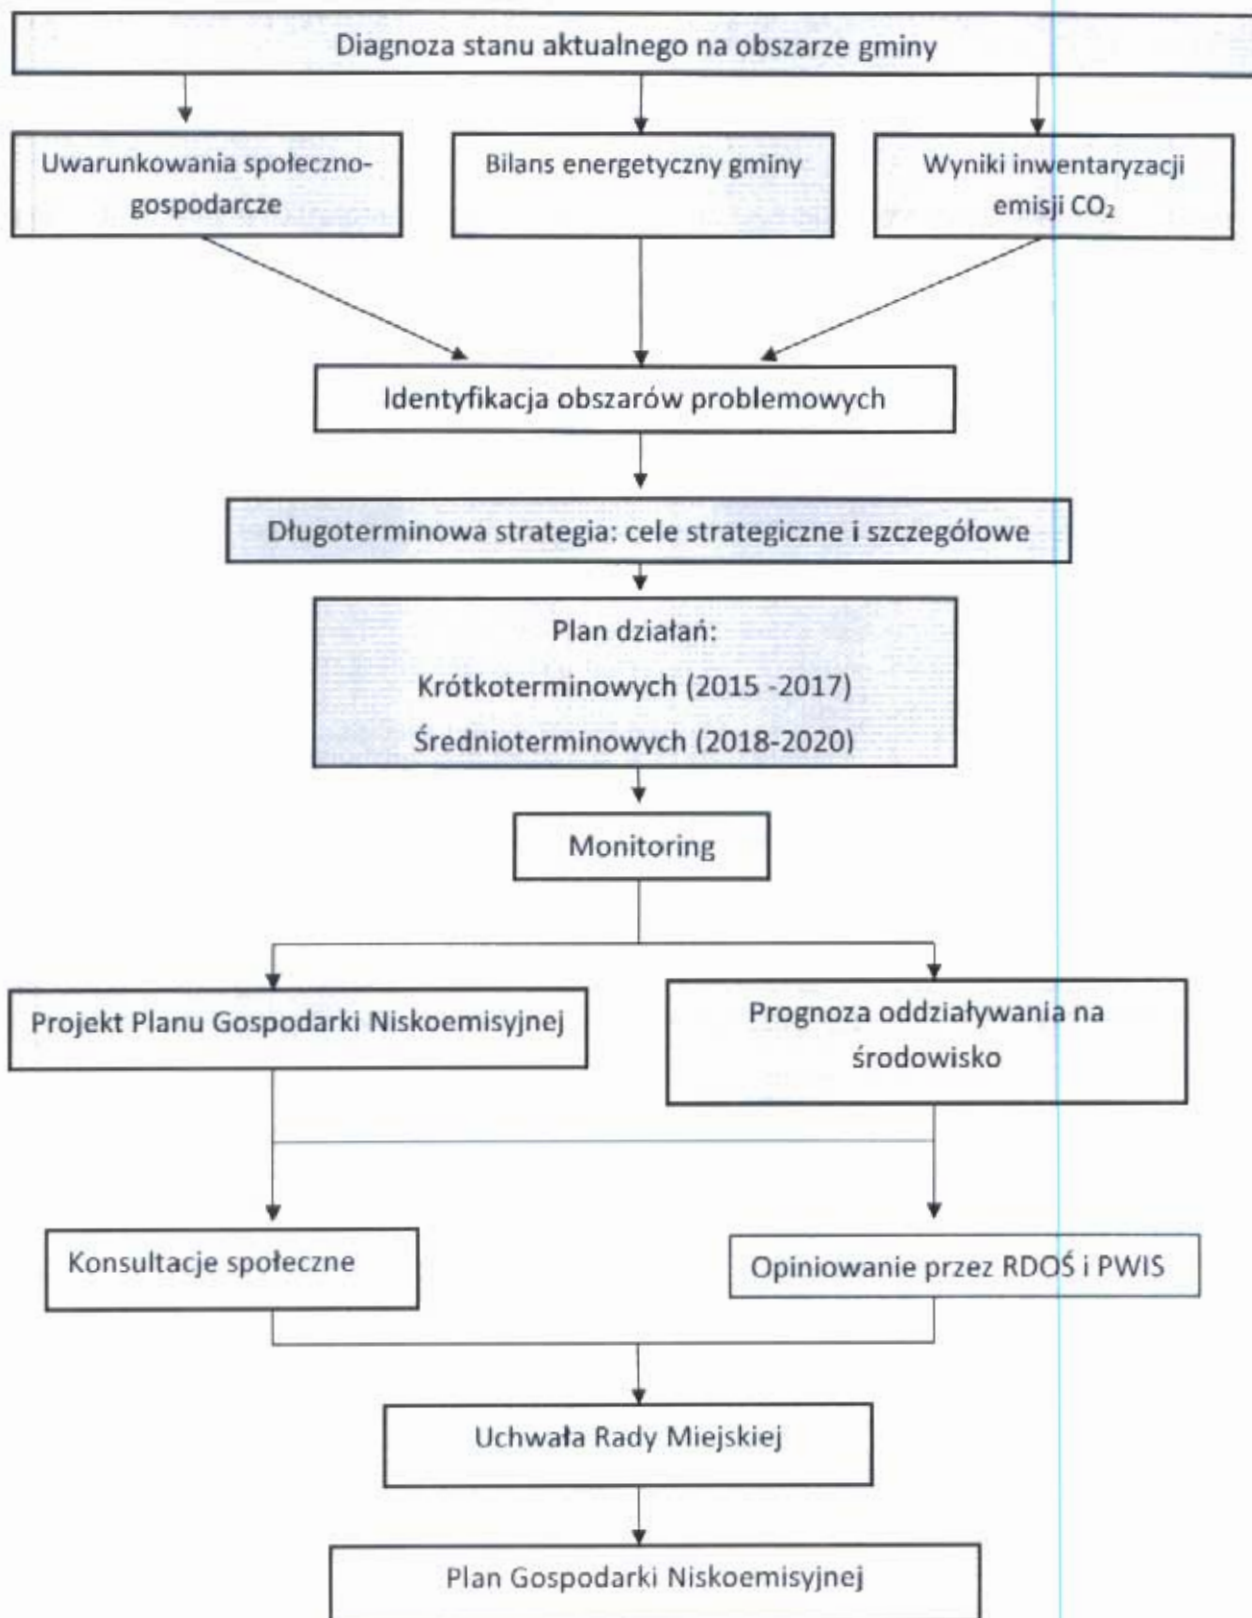 Diagnoza stanu aktualnego na obszarze gminy
Uwarunkowania społeczno-
gospodarcze
Bilans energetyczny gminy
Wyniki inwentaryzacji
emisji CO₂
Identyfikacja obszarów problemowych
Długoterminowa strategia: cele strategiczne i szczegółowe
Plan działań:
Krótkoterminowych (2015 -2017)
Średnioterminowych (2018-2020)
Monitoring
Projekt Planu Gospodarki Niskoemisyjnej
Prognoza oddziaływania na
środowisko
Konsultacje społeczne
Opiniowanie przez RDOŚ i PWIS
Uchwała Rady Miejskiej
Plan Gospodarki Niskoemisyjnej